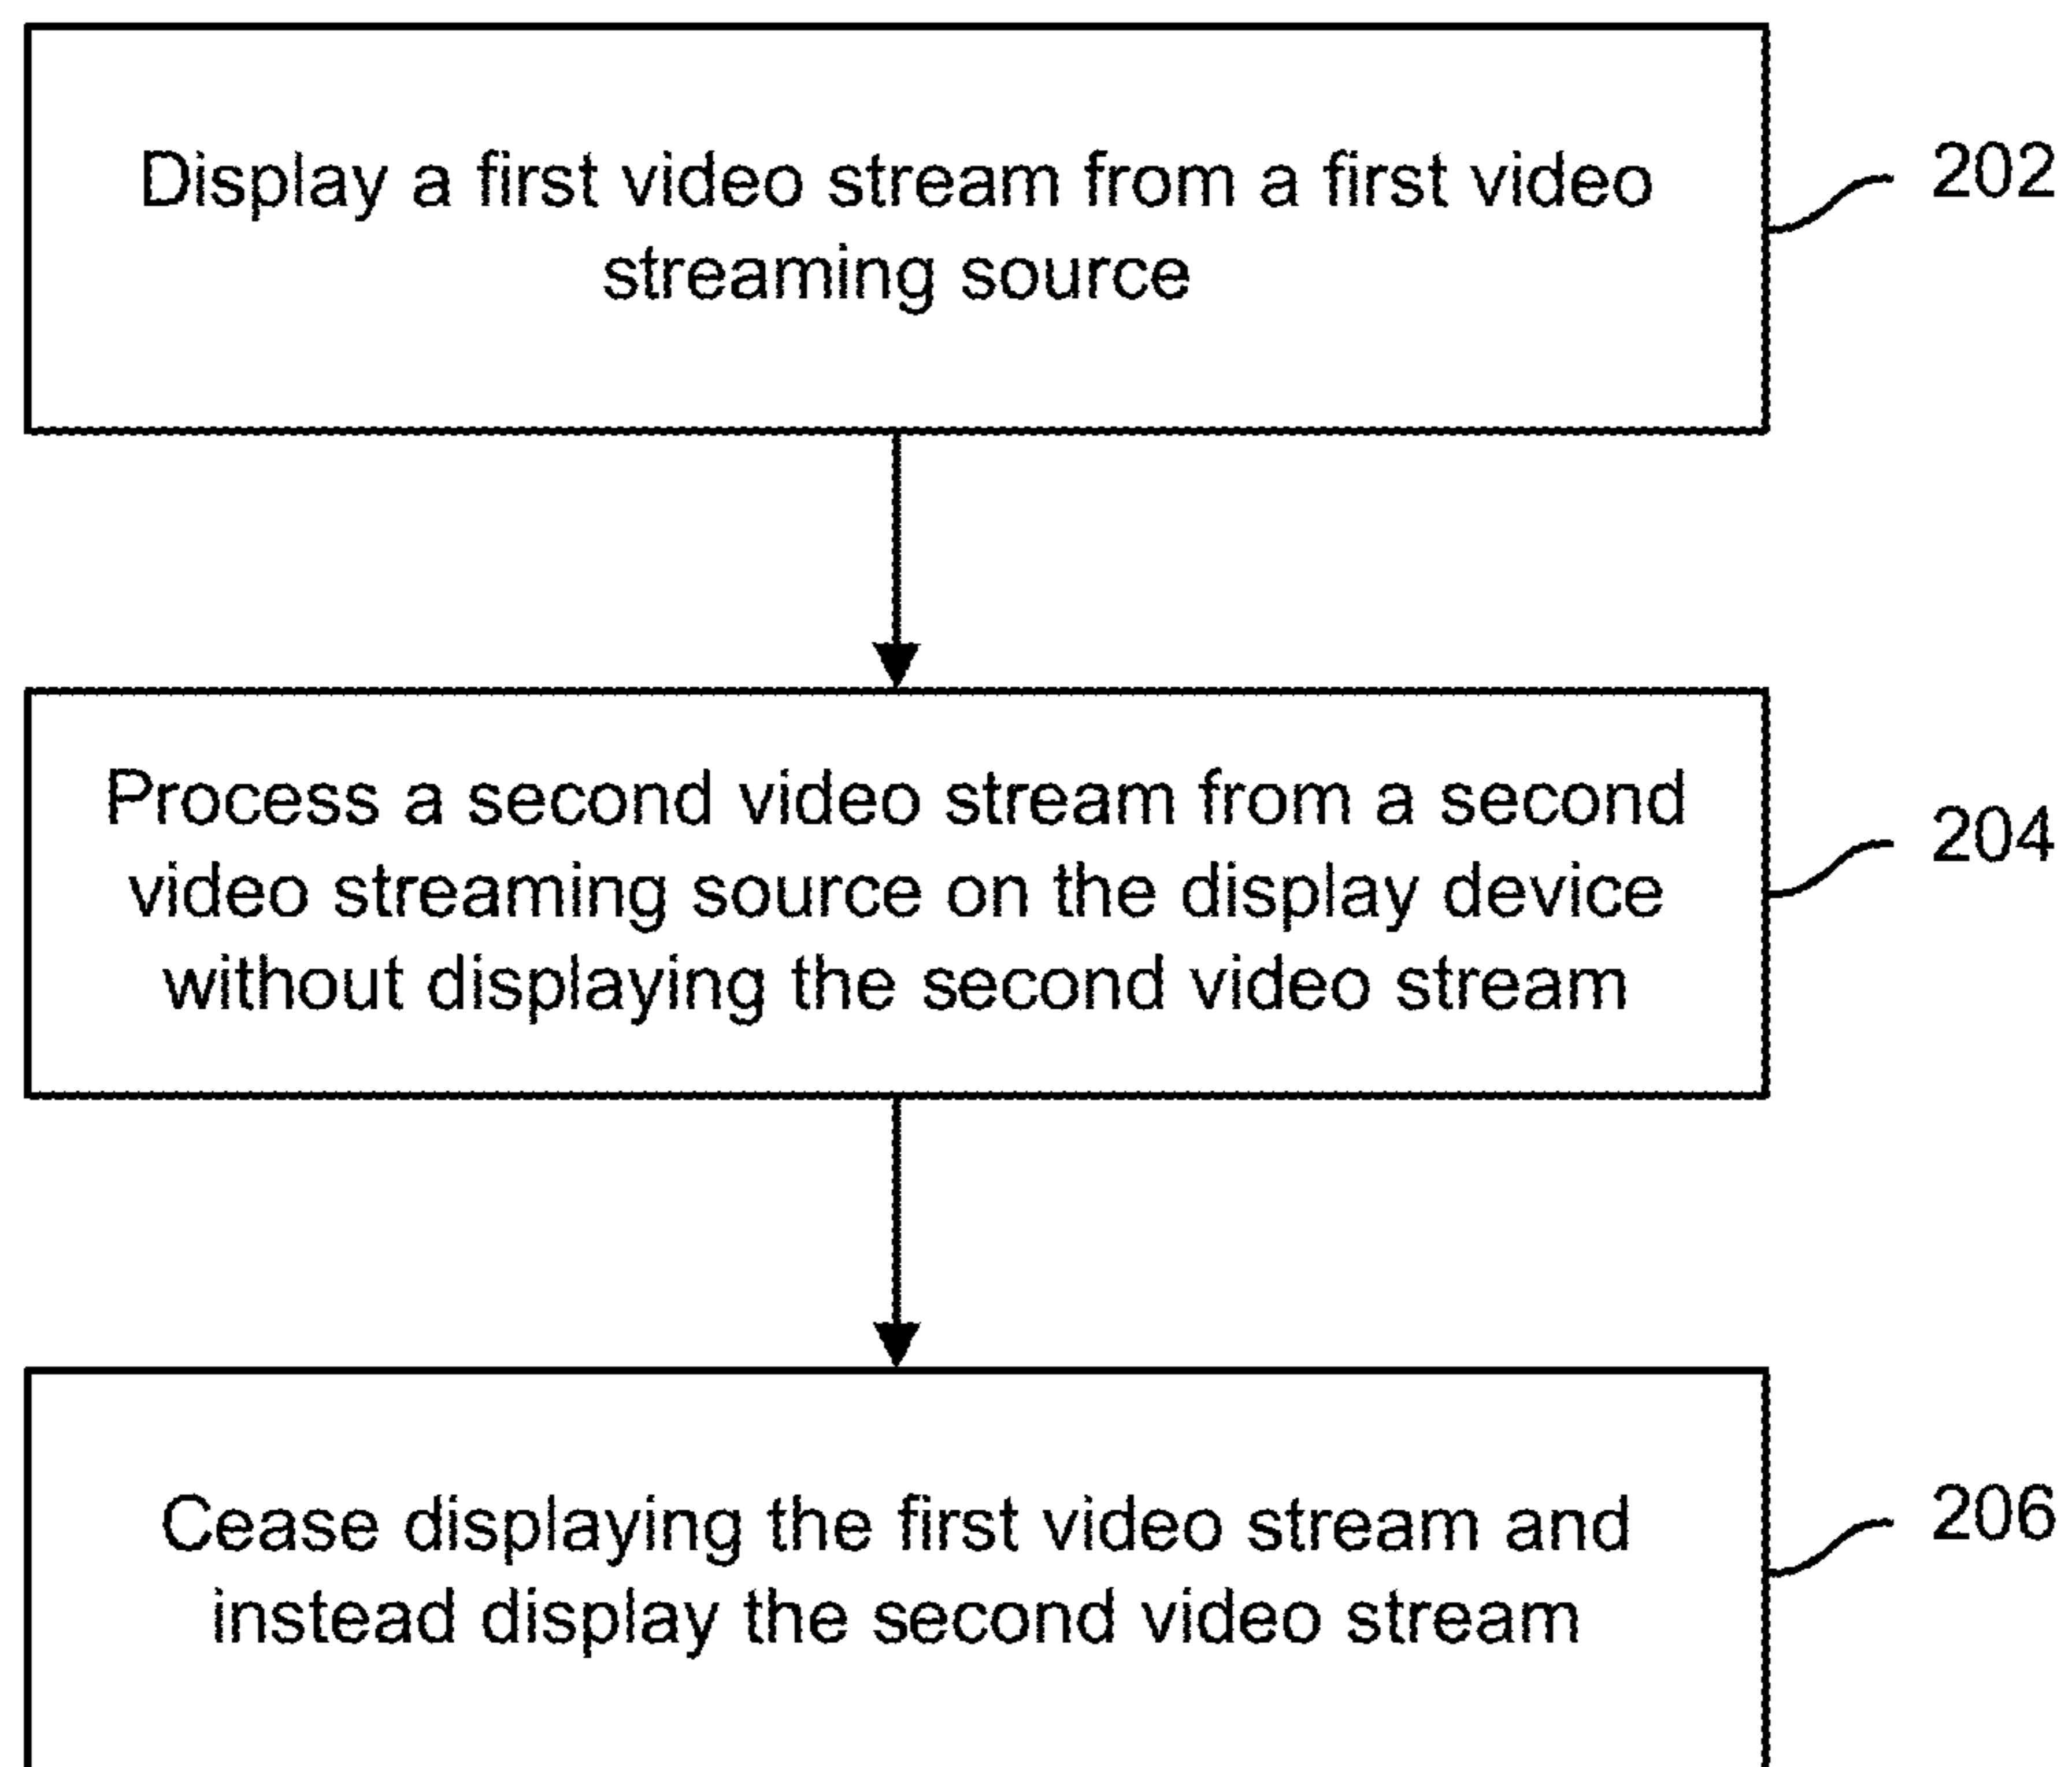 Display a first video stream from a first video
streaming source
202
Process a second video stream from a second
video streaming source on the display device
without displaying the second video stream
204
Cease displaying the first video stream and
instead display the second video stream
206